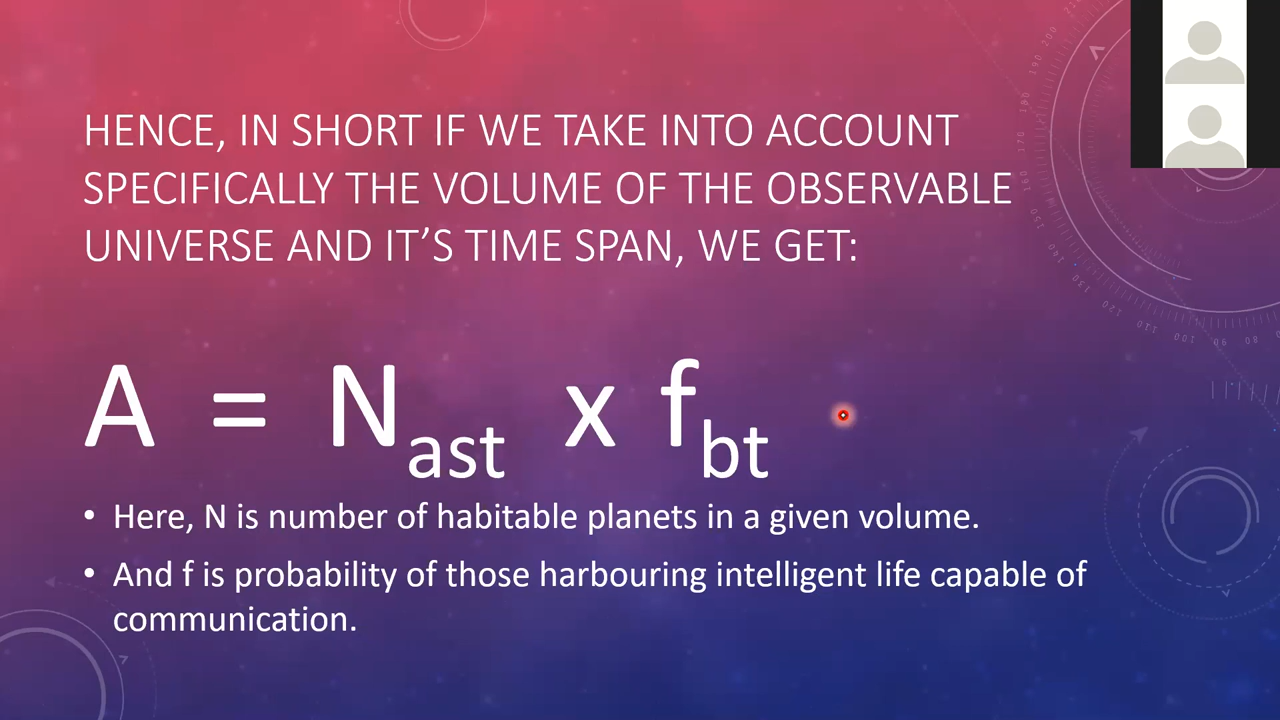 HENCE, IN SHORT IF WE TAKE INTO ACCOUNT
SPECIFICALLY THE VOLUME OF THE OBSERVABLE
UNIVERSE AND IT’S TIME SPAN, WE GET:
A = Nast x fbt
• Here, N is number of habitable planets in a given volume.
• And f is probability of those harbouring intelligent life capable of
communication.